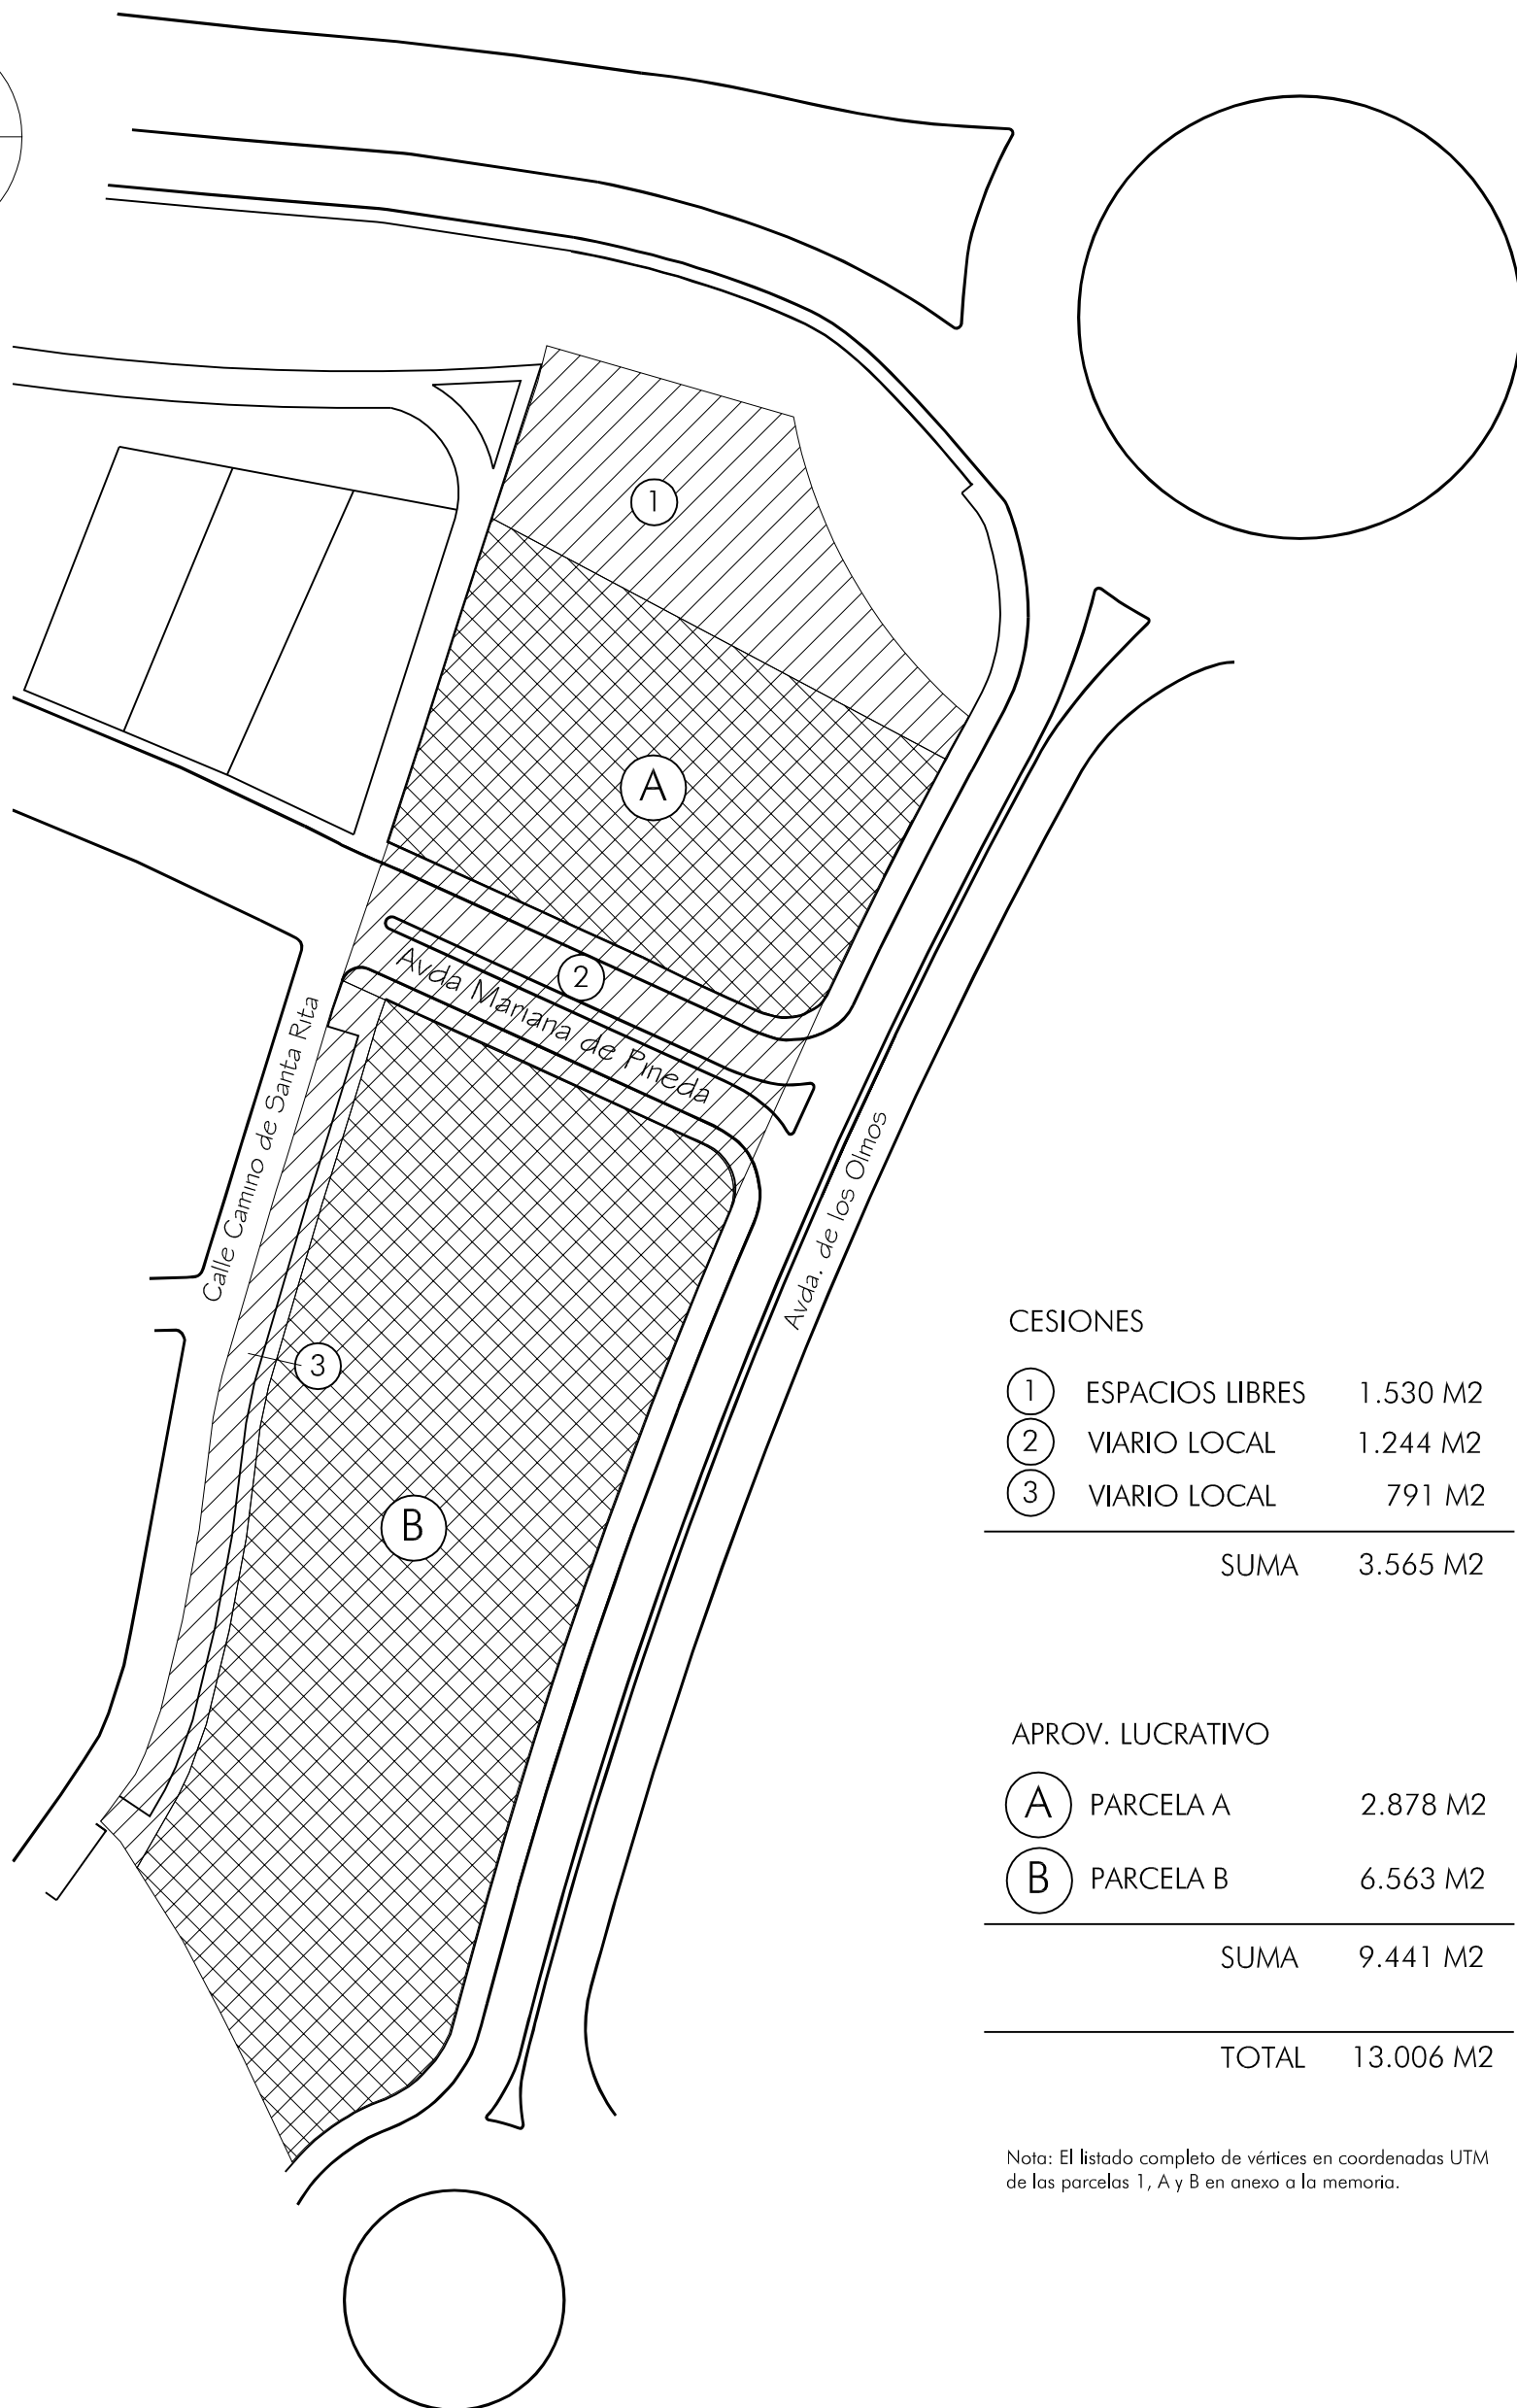 1
A
2
Avda Mariana de Pineda
Calle Camino de Santa Rita
Avda. de los Olmos
3
B
CESIONES
1 ESPACIOS LIBRES 1.530 M2
2 VIARIO LOCAL 1.244 M2
3 VIARIO LOCAL 791 M2
SUMA 3.565 M2
APROV. LUCRATIVO
A PARCELA A 2.878 M2
B PARCELA B 6.563 M2
SUMA 9.441 M2
TOTAL 13.006 M2
Nota: El listado completo de vértices en coordenadas UTM
de las parcelas 1, A y B en anexo a la memoria.